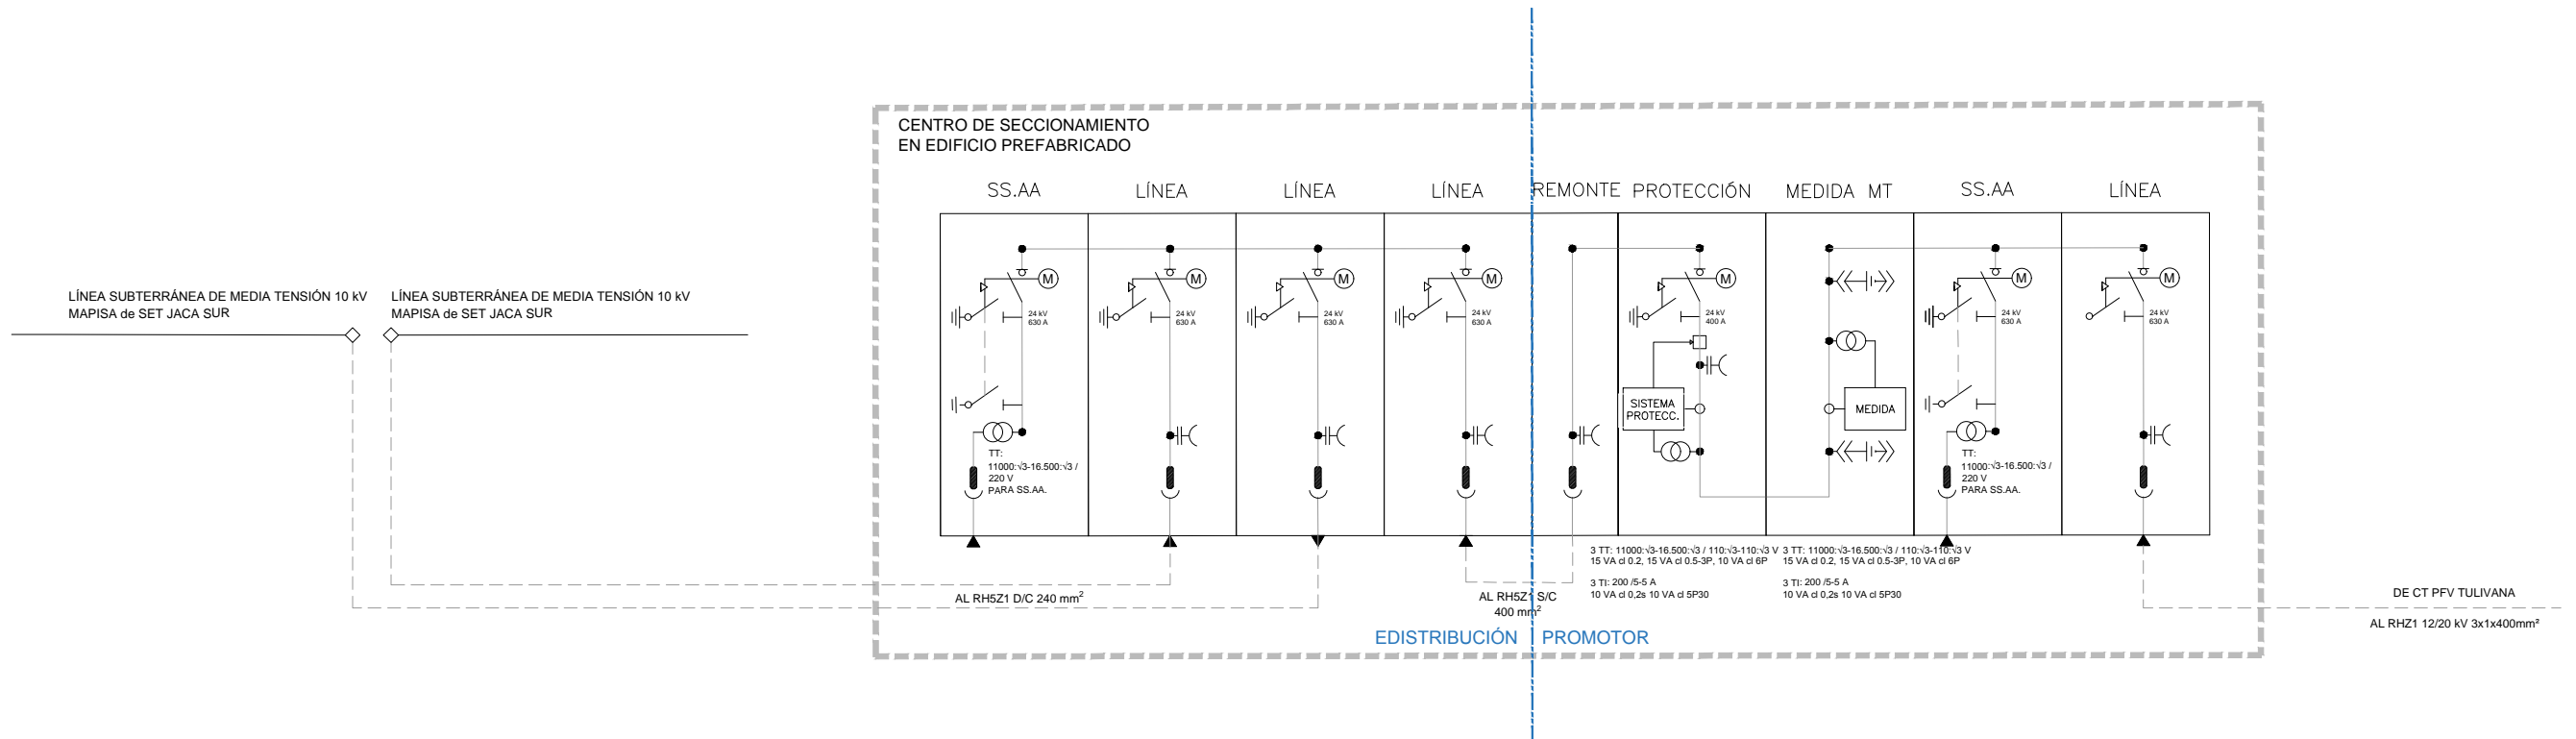 CENTRO DE SECCIONAMIENTO
EN EDIFICIO PREFABRICADO
SS.AA
LÍNEA
LÍNEA
LÍNEA
REMONTE
PROTECCIÓN
MEDIDA MT
SS.AA
LÍNEA
LÍNEA SUBTERRÁNEA DE MEDIA TENSIÓN 10 kV
MAPISA de SET JACA SUR
LÍNEA SUBTERRÁNEA DE MEDIA TENSIÓN 10 kV
MAPISA de SET JACA SUR
M
24 kV
630 A
M
24 kV
630 A
M
24 kV
630 A
M
24 kV
630 A
M
24 kV
400 A
M
24 kV
630 A
M
24 kV
630 A
SISTEMA
PROTECC.
MEDIDA
TT:
11000:√3-16.500:√3 /
220 V
PARA SS.AA.
TT:
11000:√3-16.500:√3 /
220 V
PARA SS.AA.
3 TT: 11000:√3-16.500:√3 / 110:√3-110:√3 V
15 VA cl 0.2, 15 VA cl 0.5-3P, 10 VA cl 6P
3 TI: 200 /5-5 A
10 VA cl 0,2s 10 VA cl 5P30
3 TT: 11000:√3-16.500:√3 / 110:√3-110:√3 V
15 VA cl 0.2, 15 VA cl 0.5-3P, 10 VA cl 6P
3 TI: 200 /5-5 A
10 VA cl 0,2s 10 VA cl 5P30
AL RH5Z1 D/C 240 mm²
AL RH5Z1 S/C
400 mm²
DE CT PFV TULIVANA
AL RHZ1 12/20 kV 3x1x400mm²
EDISTRIBUCIÓN
PROMOTOR